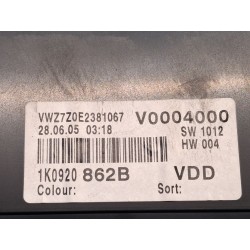 VWZ7Z0E2381067 V0004000
28.06.05 03:18 SW 1012
HW 004
1K0920 862B VDD
Colour: Sort: